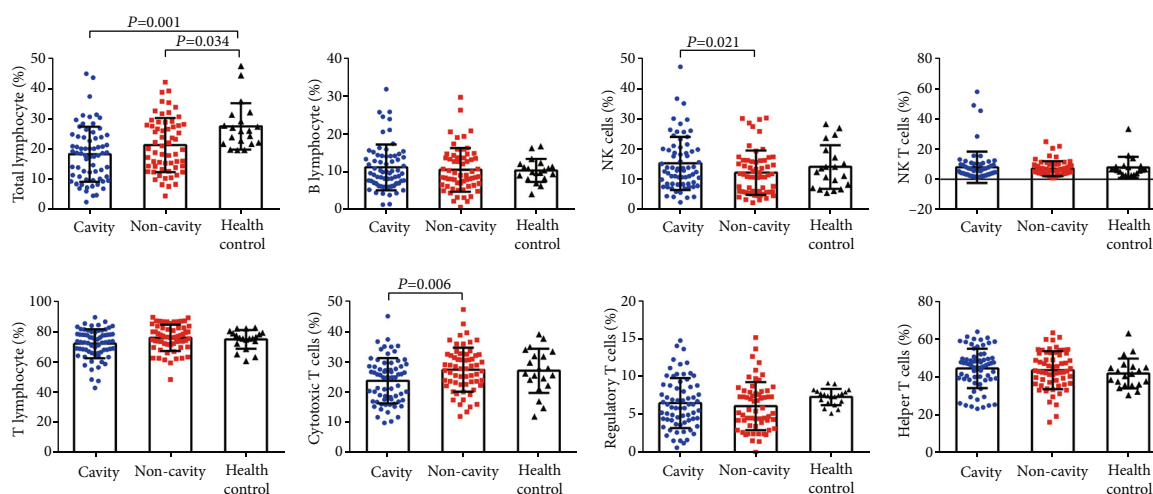 P=0.001
P=0.034
Total lymphocyte (%)
50
40
30
20
10
0
Cavity Non-cavity Health control
B lymphocyte (%)
40
30
20
10
0
Cavity Non-cavity Health control
P=0.021
NK cells (%)
50
40
30
20
10
0
Cavity Non-cavity Health control
NK T cells (%)
80
60
40
20
0
−20
Cavity Non-cavity Health control
T lymphocyte (%)
100
80
60
40
20
0
Cavity Non-cavity Health control
P=0.006
Cytotoxic T cells (%)
50
40
30
20
10
0
Cavity Non-cavity Health control
Regulatory T cells (%)
20
15
10
5
0
Cavity Non-cavity Health control
Helper T cells (%)
80
60
40
20
0
Cavity Non-cavity Health control